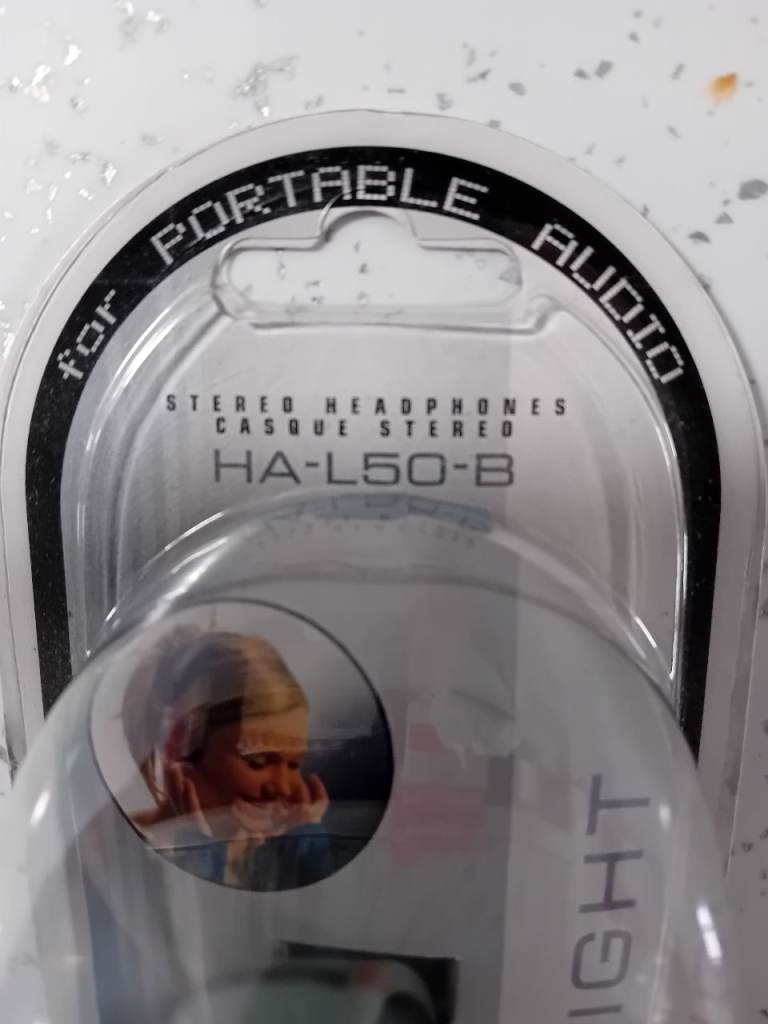 for PORTABLE AUDIO
STEREO HEADPHONES
CASQUE STEREO
HA-L50-B
IGHT